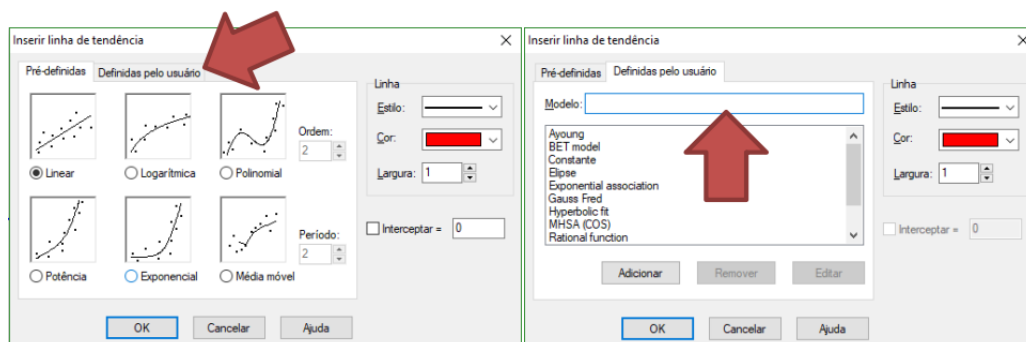 Inserir linha de tendência
Pré-definidas Definidas pelo usuário
Ordem:
2
Linear Logarítmica Polinomial
Período:
2
Potência Exponencial Média móvel
Linha
Estilo:
Cor:
Largura: 1
Interceptar = 0
OK Cancelar Ajuda
Inserir linha de tendência
Pré-definidas Definidas pelo usuário
Modelo:
Ayoung
BET model
Constante
Elipse
Exponential association
Gauss Fred
Hyperbolic fit
MHSA (COS)
Rational function
Adicionar Remover Editar
Linha
Estilo:
Cor:
Largura: 1
Interceptar = 0
OK Cancelar Ajuda